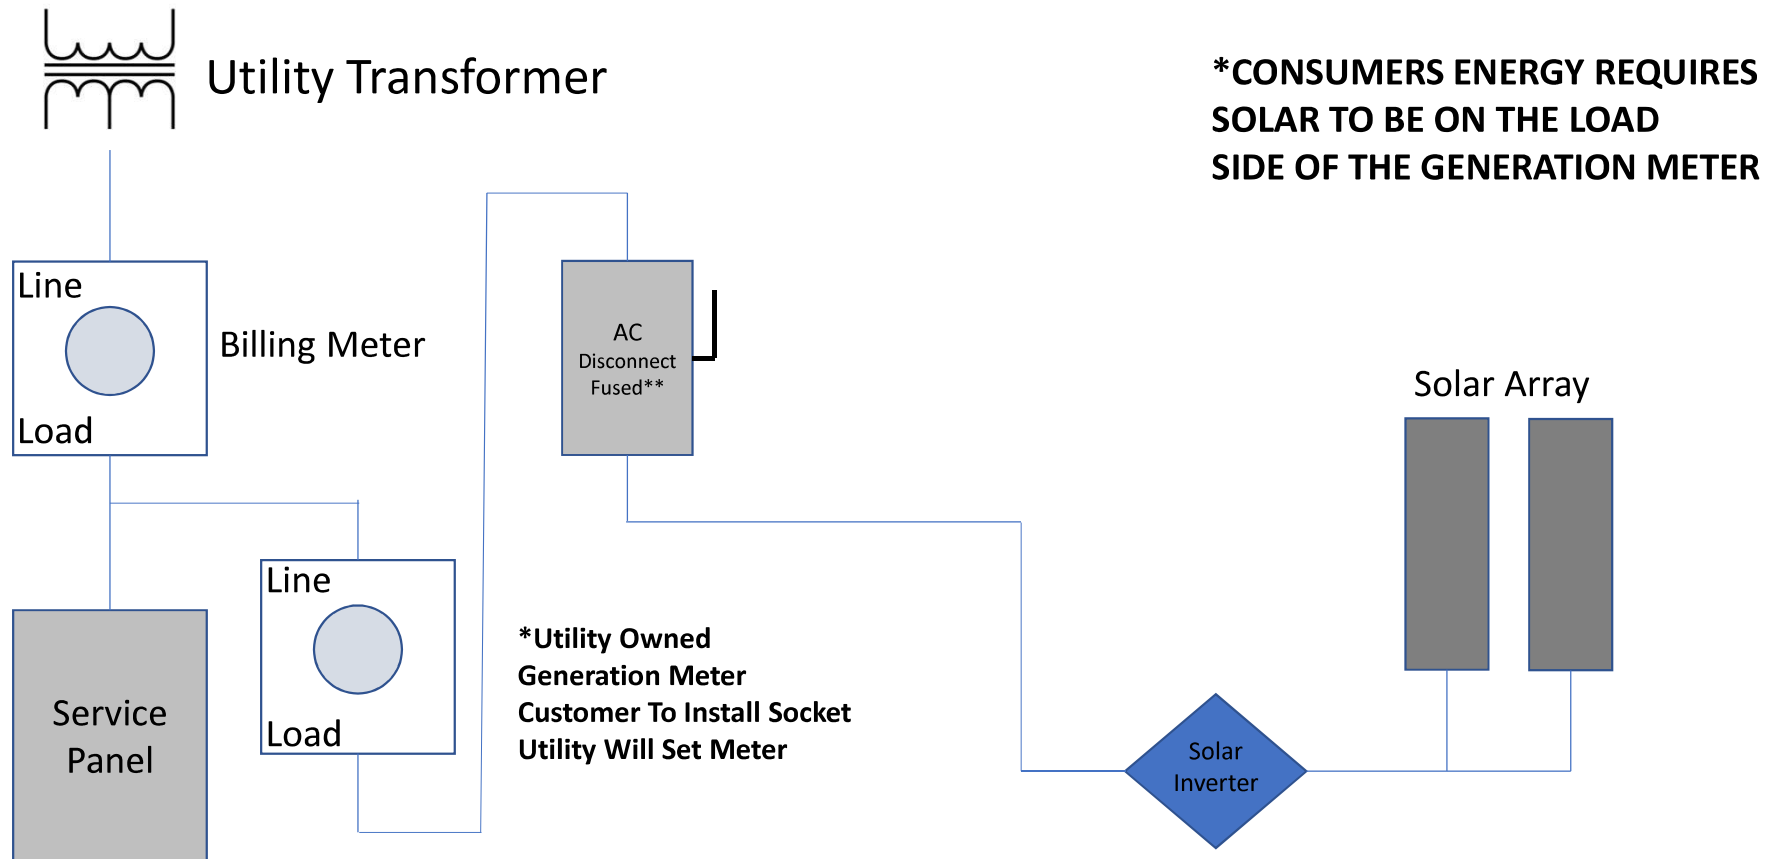 Utility Transformer
*CONSUMERS ENERGY REQUIRES
SOLAR TO BE ON THE LOAD
SIDE OF THE GENERATION METER
Line
Load
Billing Meter
AC
Disconnect
Fused**
Solar Array
Line
Load
*Utility Owned
Generation Meter
Customer To Install Socket
Utility Will Set Meter
Service
Panel
Solar
Inverter